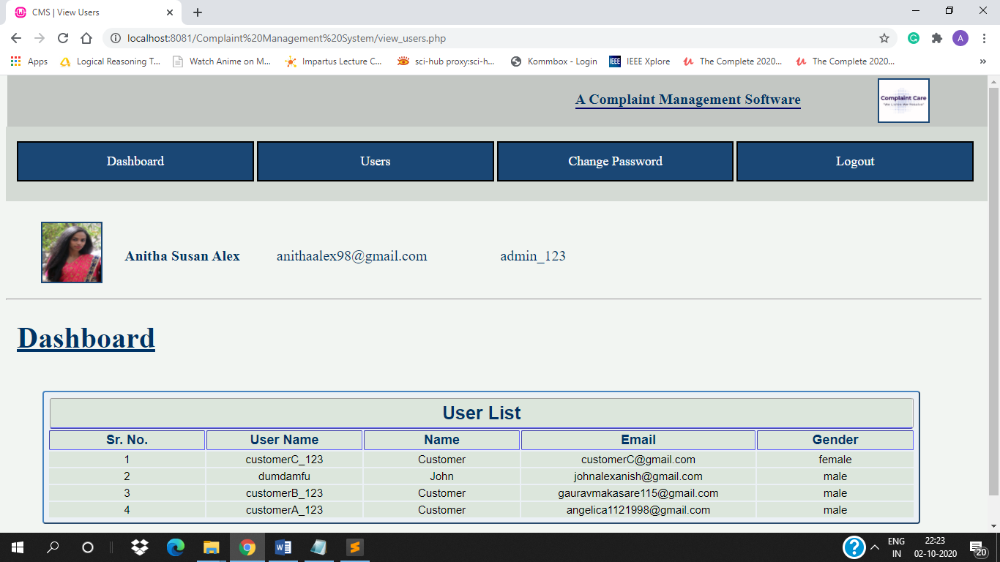 CMS | View Users
localhost:8081/Complaint%20Management%20System/view_users.php
A
Apps Logical Reasoning T... Watch Anime on M... Impartus Lecture C... sci-hub proxy:sci-h... Kommbox - Login IEEE IEEE Xplore The Complete 2020... The Complete 2020... »
A Complaint Management Software
Complaint Care
Dashboard Users Change Password Logout
Anitha Susan Alex anithaalex98@gmail.com admin_123
Dashboard
User List
Sr. No. User Name Name Email Gender
1 customerC_123 Customer customerC@gmail.com female
2 dumdamfu John johnalexanish@gmail.com male
3 customerB_123 Customer gauravmakasare115@gmail.com male
4 customerA_123 Customer angelica1121998@gmail.com male
ENG 22:23
IN 02-10-2020
20